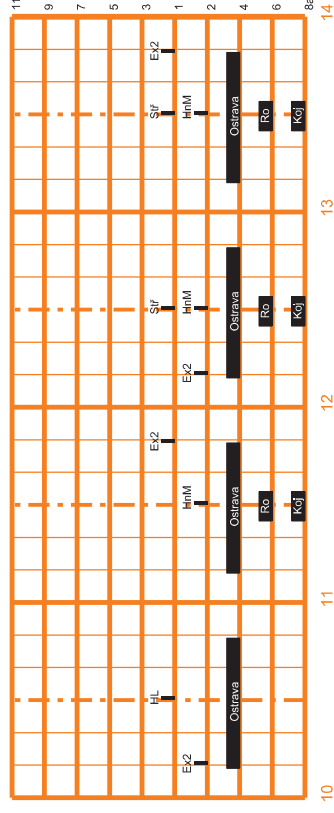 11
9
7
5
3
1
HL
Ex2
Stř
Stř
Ex2
2
Ex2
HnM
Ex2
HnM
HnM
4
Ostrava
Ostrava
Ostrava
Ostrava
6
Ro
Ro
Ro
8a
Koj
Koj
Koj
10
11
12
13
14